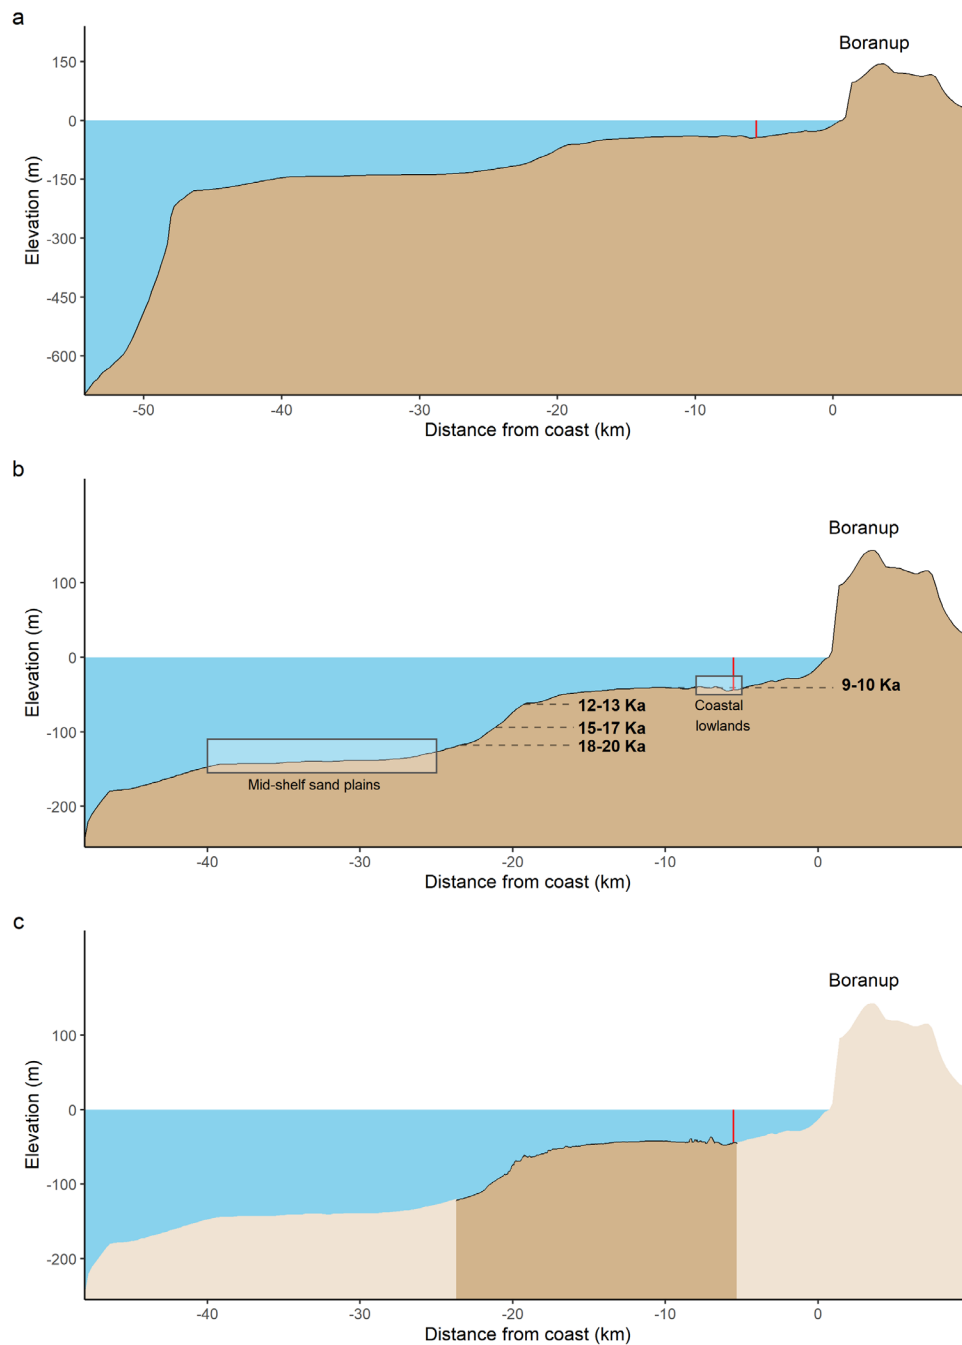 a
Boranup
150
0
-150
-300
-450
-600
Elevation (m)
-50 -40 -30 -20 -10 0
Distance from coast (km)
b
Boranup
100
0
-100
-200
Elevation (m)
9-10 Ka
12-13 Ka
15-17 Ka
18-20 Ka
Coastal
lowlands
Mid-shelf sand plains
-40 -30 -20 -10 0
Distance from coast (km)
c
Boranup
100
0
-100
-200
Elevation (m)
-40 -30 -20 -10 0
Distance from coast (km)